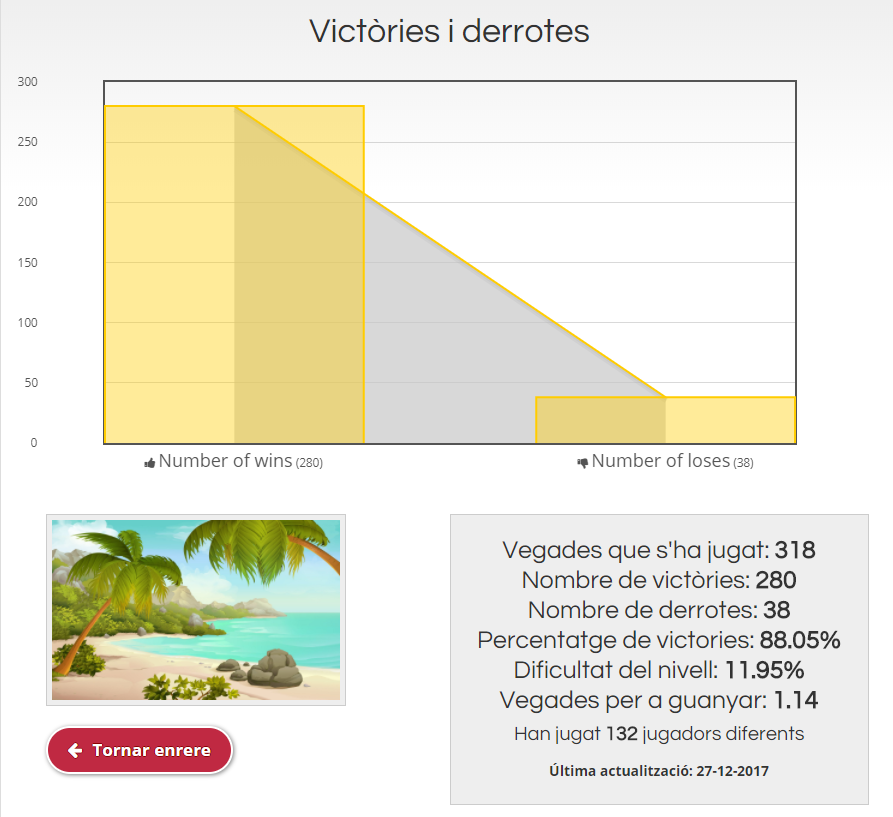 Victòries i derrotes
300
250
200
150
100
50
0
Number of wins (280)
Number of loses (38)
Vegades que s'ha jugat: 318
Nombre de victòries: 280
Nombre de derrotes: 38
Percentatge de victories: 88.05%
Dificultat del nivell: 11.95%
Vegades per a guanyar: 1.14
Han jugat 132 jugadors diferents
Última actualització: 27-12-2017
Tornar enrere